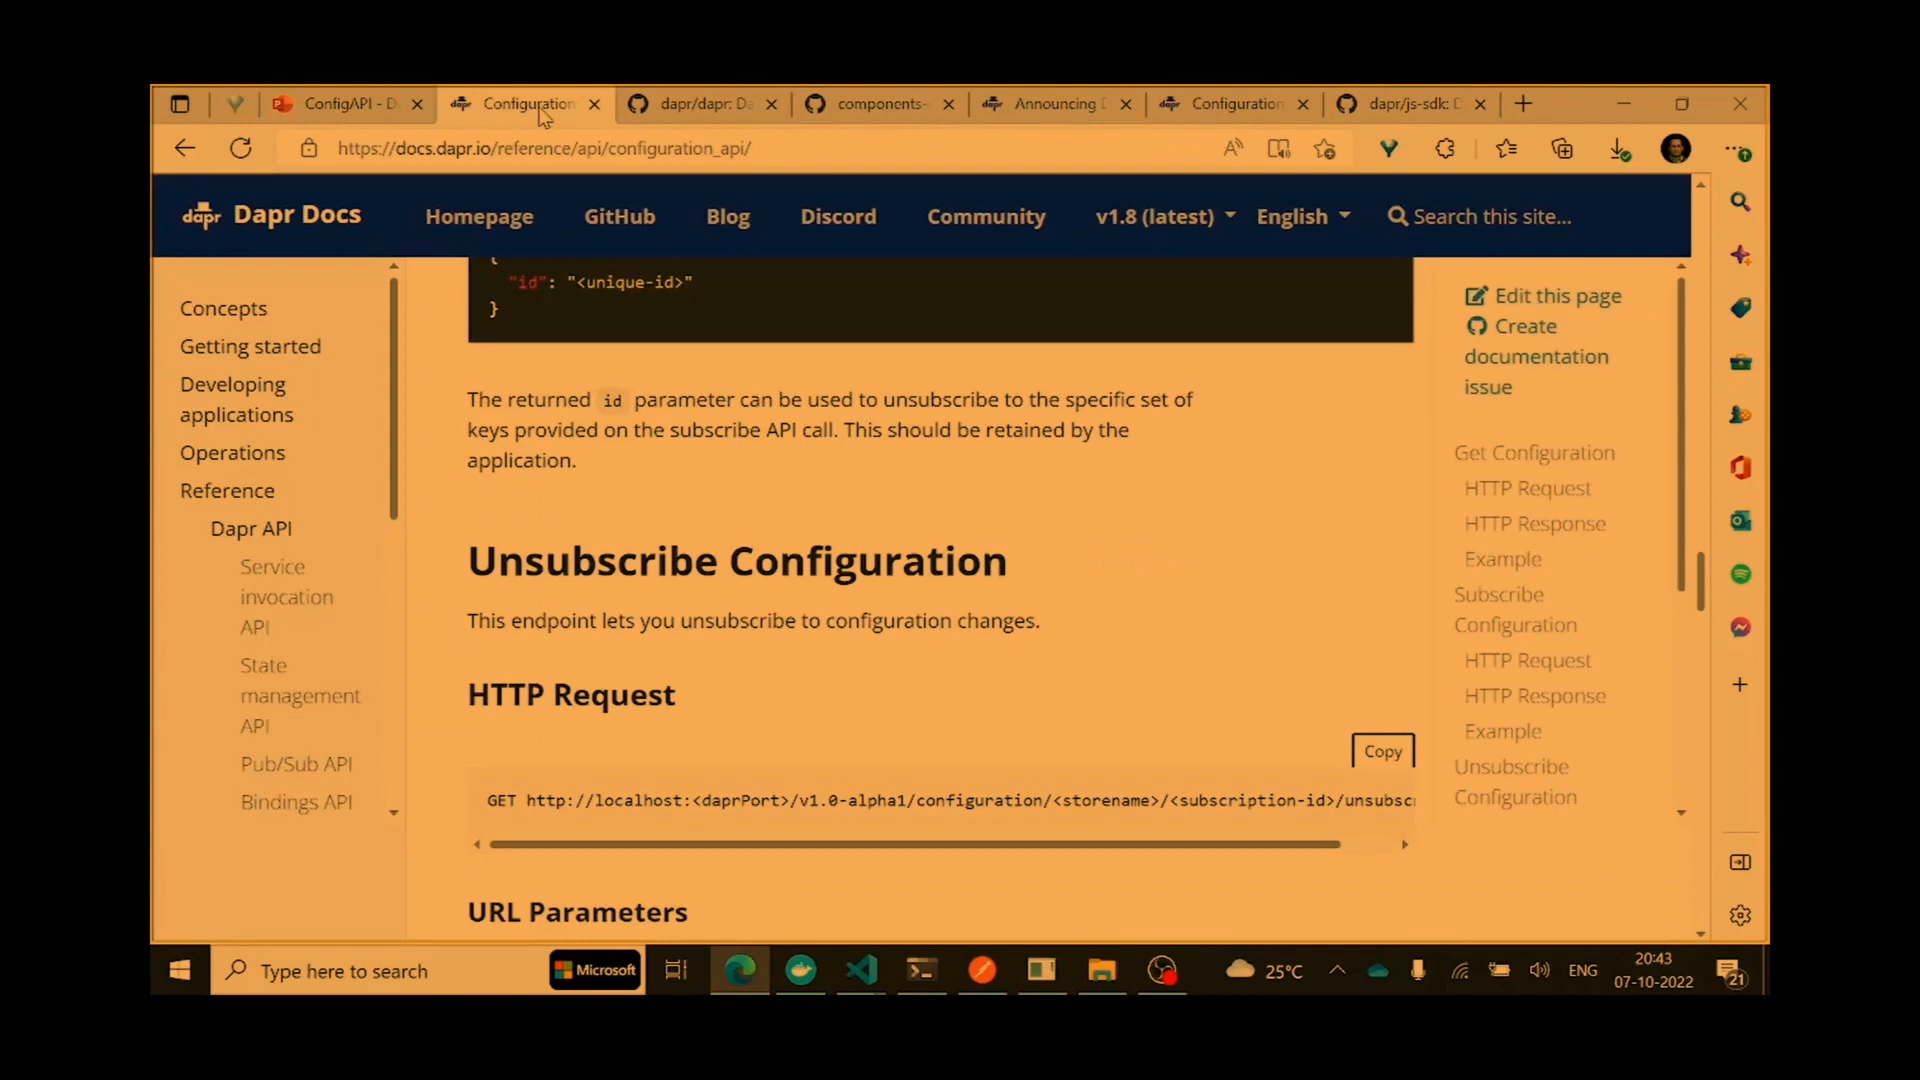 ConfigAPI - D
Configuration
dapr/dapr: Da
components-
Announcing D
Configuration
dapr/js-sdk: D
https://docs.dapr.io/reference/api/configuration_api/
dapr Dapr Docs
Homepage
GitHub
Blog
Discord
Community
v1.8 (latest)
English
Search this site...
Concepts
Getting started
Developing
applications
Operations
Reference
Dapr API
Service
invocation
API
State
management
API
Pub/Sub API
Bindings API
{
"id": "<unique-id>"
}
The returned id parameter can be used to unsubscribe to the specific set of
keys provided on the subscribe API call. This should be retained by the
application.
Unsubscribe Configuration
This endpoint lets you unsubscribe to configuration changes.
HTTP Request
Copy
GET http://localhost:<daprPort>/v1.0-alpha1/configuration/<storename>/<subscription-id>/unsubsc
URL Parameters
Edit this page
Create
documentation
issue
Get Configuration
HTTP Request
HTTP Response
Example
Subscribe
Configuration
HTTP Request
HTTP Response
Example
Unsubscribe
Configuration
Type here to search
Microsoft
25°C
ENG
20:43
07-10-2022
21